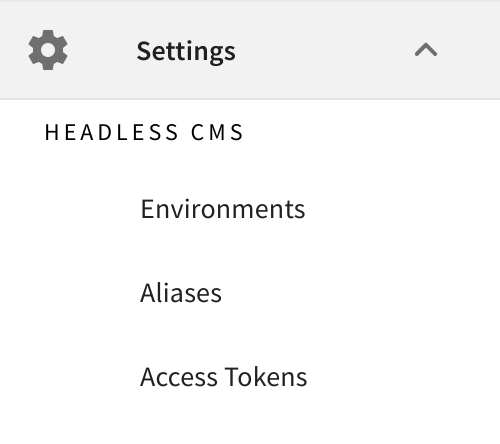 Settings
HEADLESS CMS
Environments
Aliases
Access Tokens